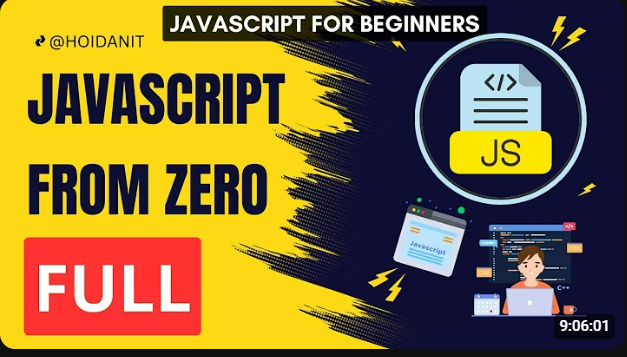 JAVASCRIPT FOR BEGINNERS
@HOIDANIT
JAVASCRIPT
FROM ZERO
FULL
</>
JS
Javascript
</>
C++
9:06:01